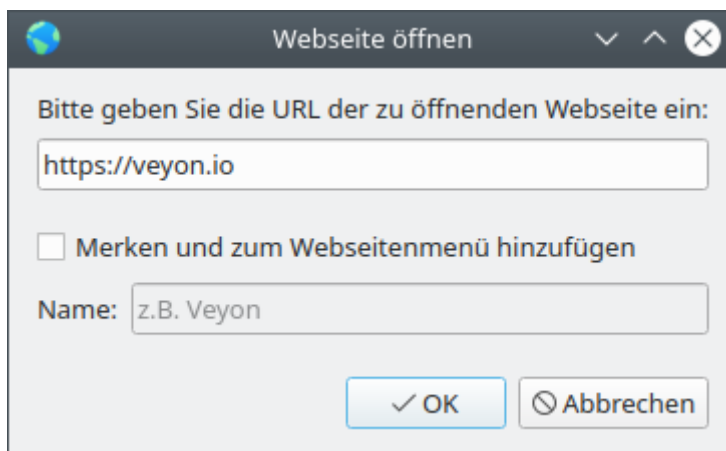 Webseite öffnen
Bitte geben Sie die URL der zu öffnenden Webseite ein:
https://veyon.io
Merken und zum Webseitenmenü hinzufügen
Name: z.B. Veyon
OK Abbrechen